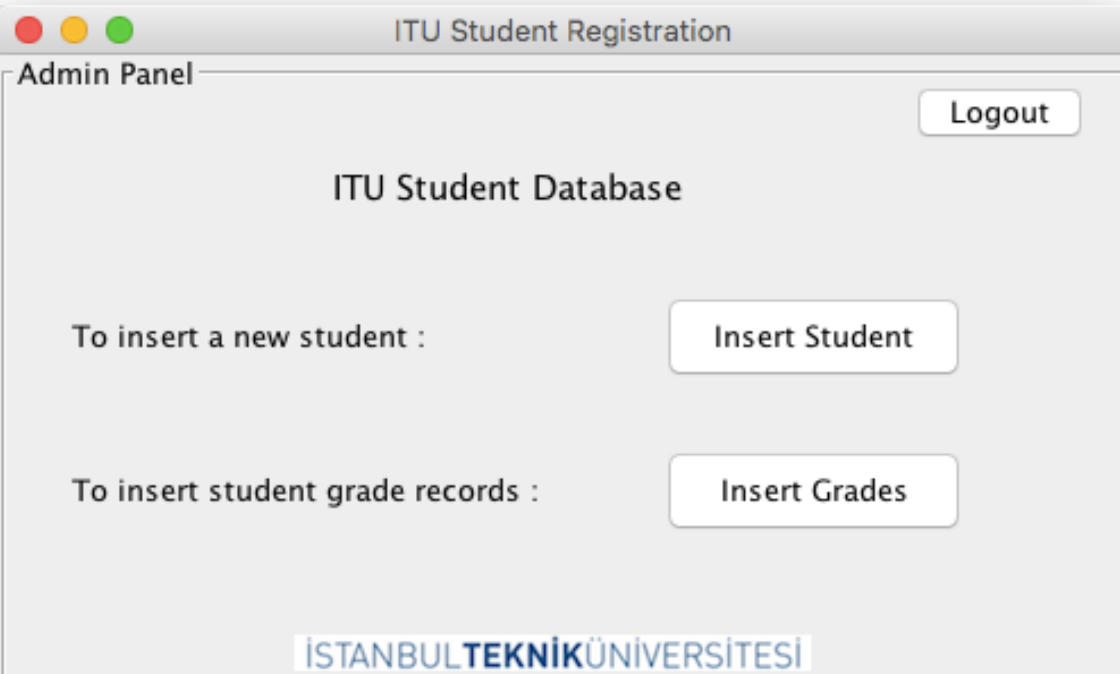 ITU Student Registration
Admin Panel
Logout
ITU Student Database
To insert a new student :
Insert Student
To insert student grade records :
Insert Grades
İSTANBULTEKNİKÜNİVERSİTESİ